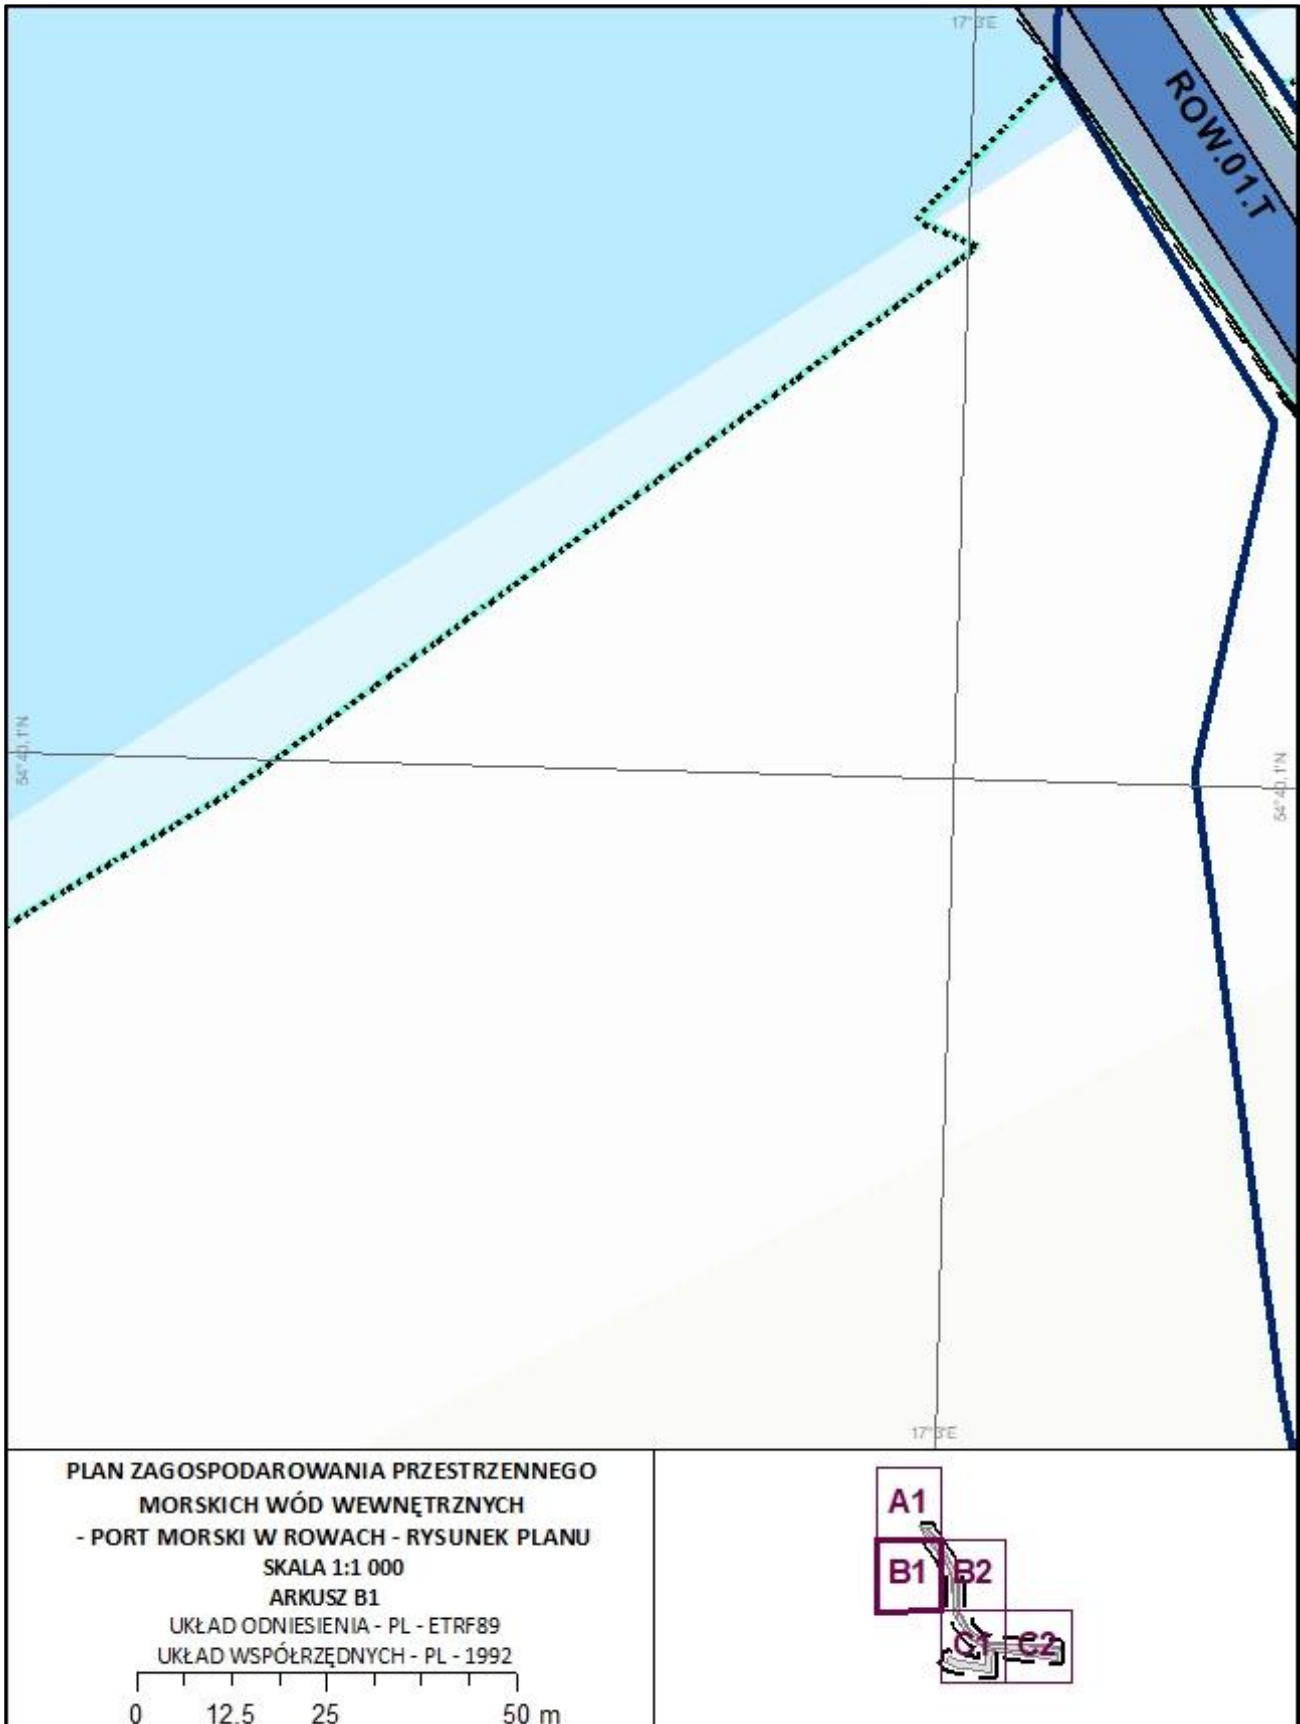 17°3'E
ROW.01.T
54°40,1'N
54°40,1'N
17°3'E
PLAN ZAGOSPODAROWANIA PRZESTRZENNEGO
MORSKICH WÓD WEWNĘTRZNYCH
- PORT MORSKI W ROWACH - RYSUNEK PLANU
SKALA 1:1 000
ARKUSZ B1
UKŁAD ODNIESIENIA - PL - ETRF89
UKŁAD WSPÓŁRZĘDNYCH - PL - 1992
0 12,5 25 50 m
A1
B1 B2
C1 C2